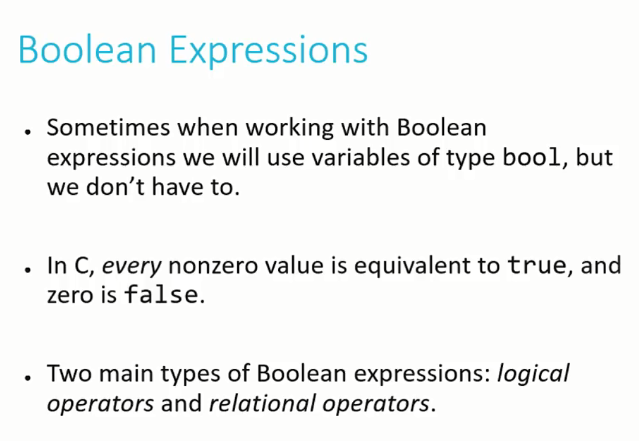 Boolean Expressions
• Sometimes when working with Boolean
expressions we will use variables of type bool, but
we don’t have to.
• In C, every nonzero value is equivalent to true, and
zero is false.
• Two main types of Boolean expressions: logical
operators and relational operators.